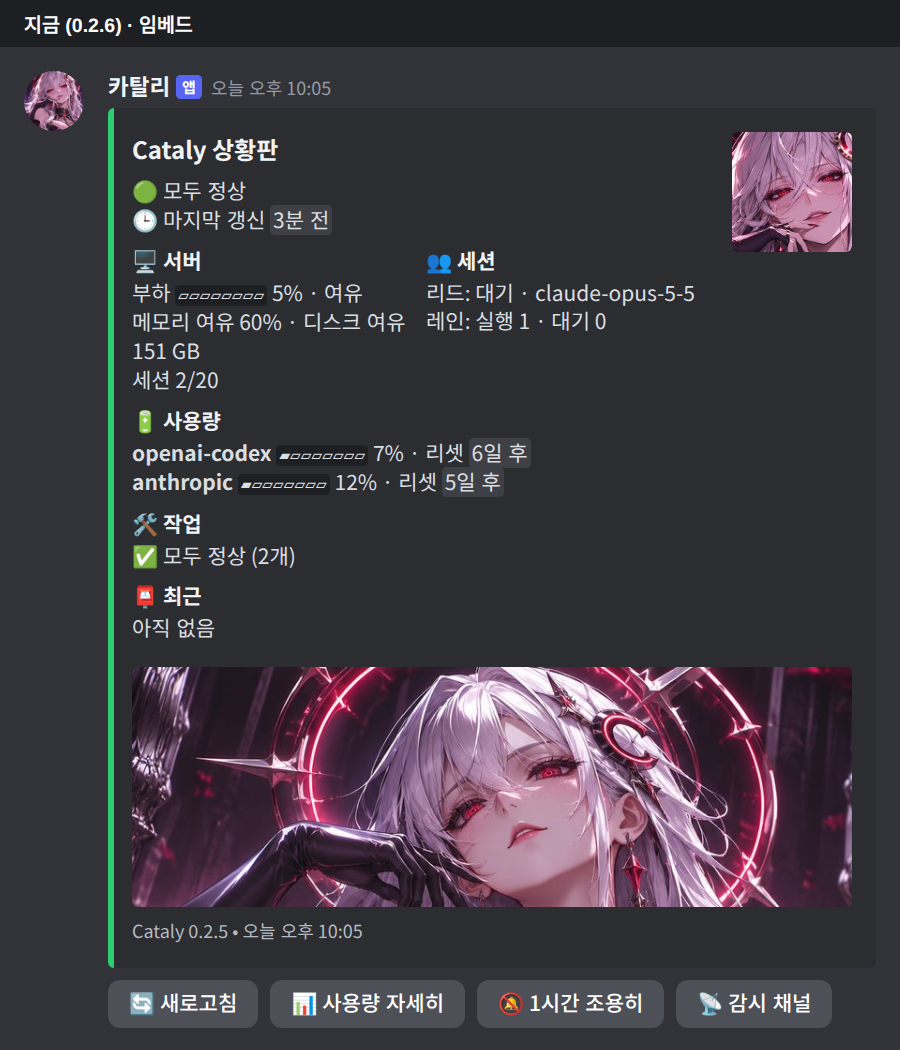 지금 (0.2.6) · 임베드
카탈리 앱 오늘 오후 10:05
Cataly 상황판
모두 정상
마지막 갱신 3분 전
서버
부하 5% · 여유
메모리 여유 60% · 디스크 여유
151 GB
세션 2/20
세션
리드: 대기 · claude-opus-5-5
레인: 실행 1 · 대기 0
사용량
openai-codex 7% · 리셋 6일 후
anthropic 12% · 리셋 5일 후
작업
모두 정상 (2개)
최근
아직 없음
Cataly 0.2.5 • 오늘 오후 10:05
새로고침
사용량 자세히
1시간 조용히
감시 채널